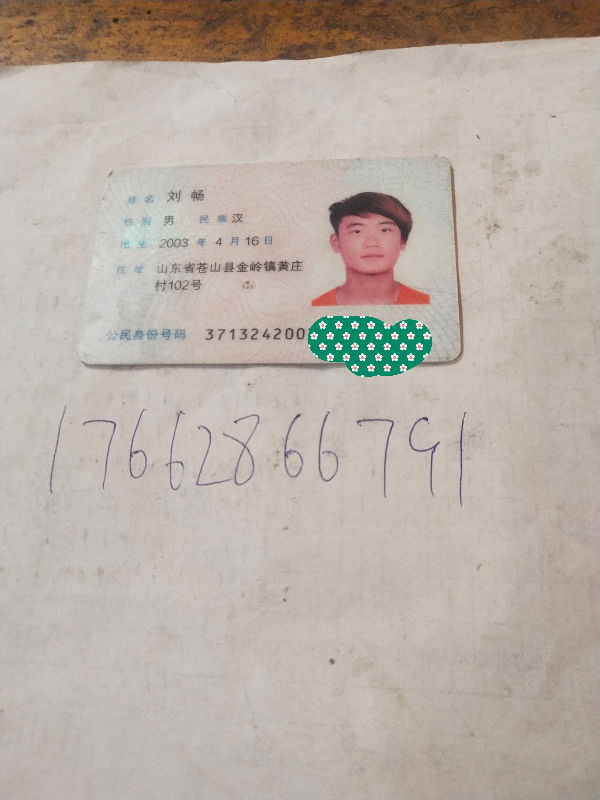 姓名 刘畅
性别 男 民族 汉
出生 2003 年 4 月 16 日
住址 山东省苍山县金岭镇黄庄
村102号
公民身份号码 371324200
17662866791